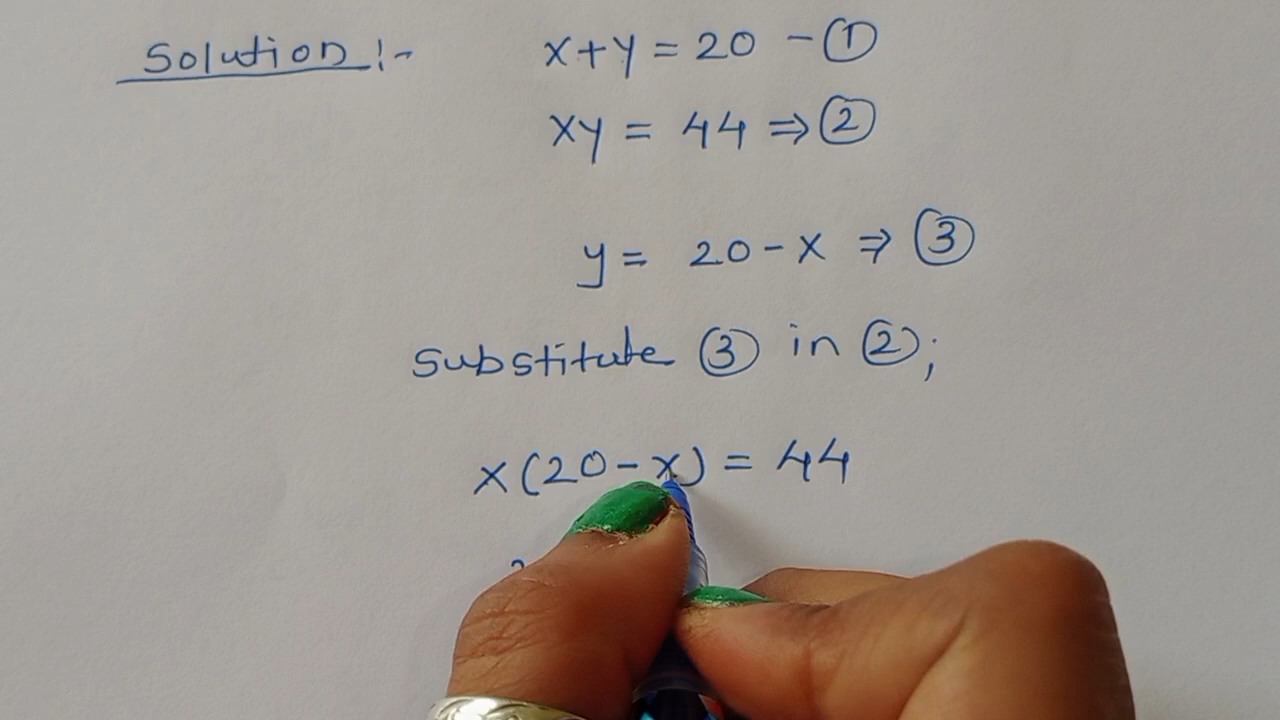 Solution :-
x+y = 20 - ①
xy = 44 ⇒ ②
y = 20 - x ⇒ ③
Substitute ③ in ②;
x(20-x) = 44